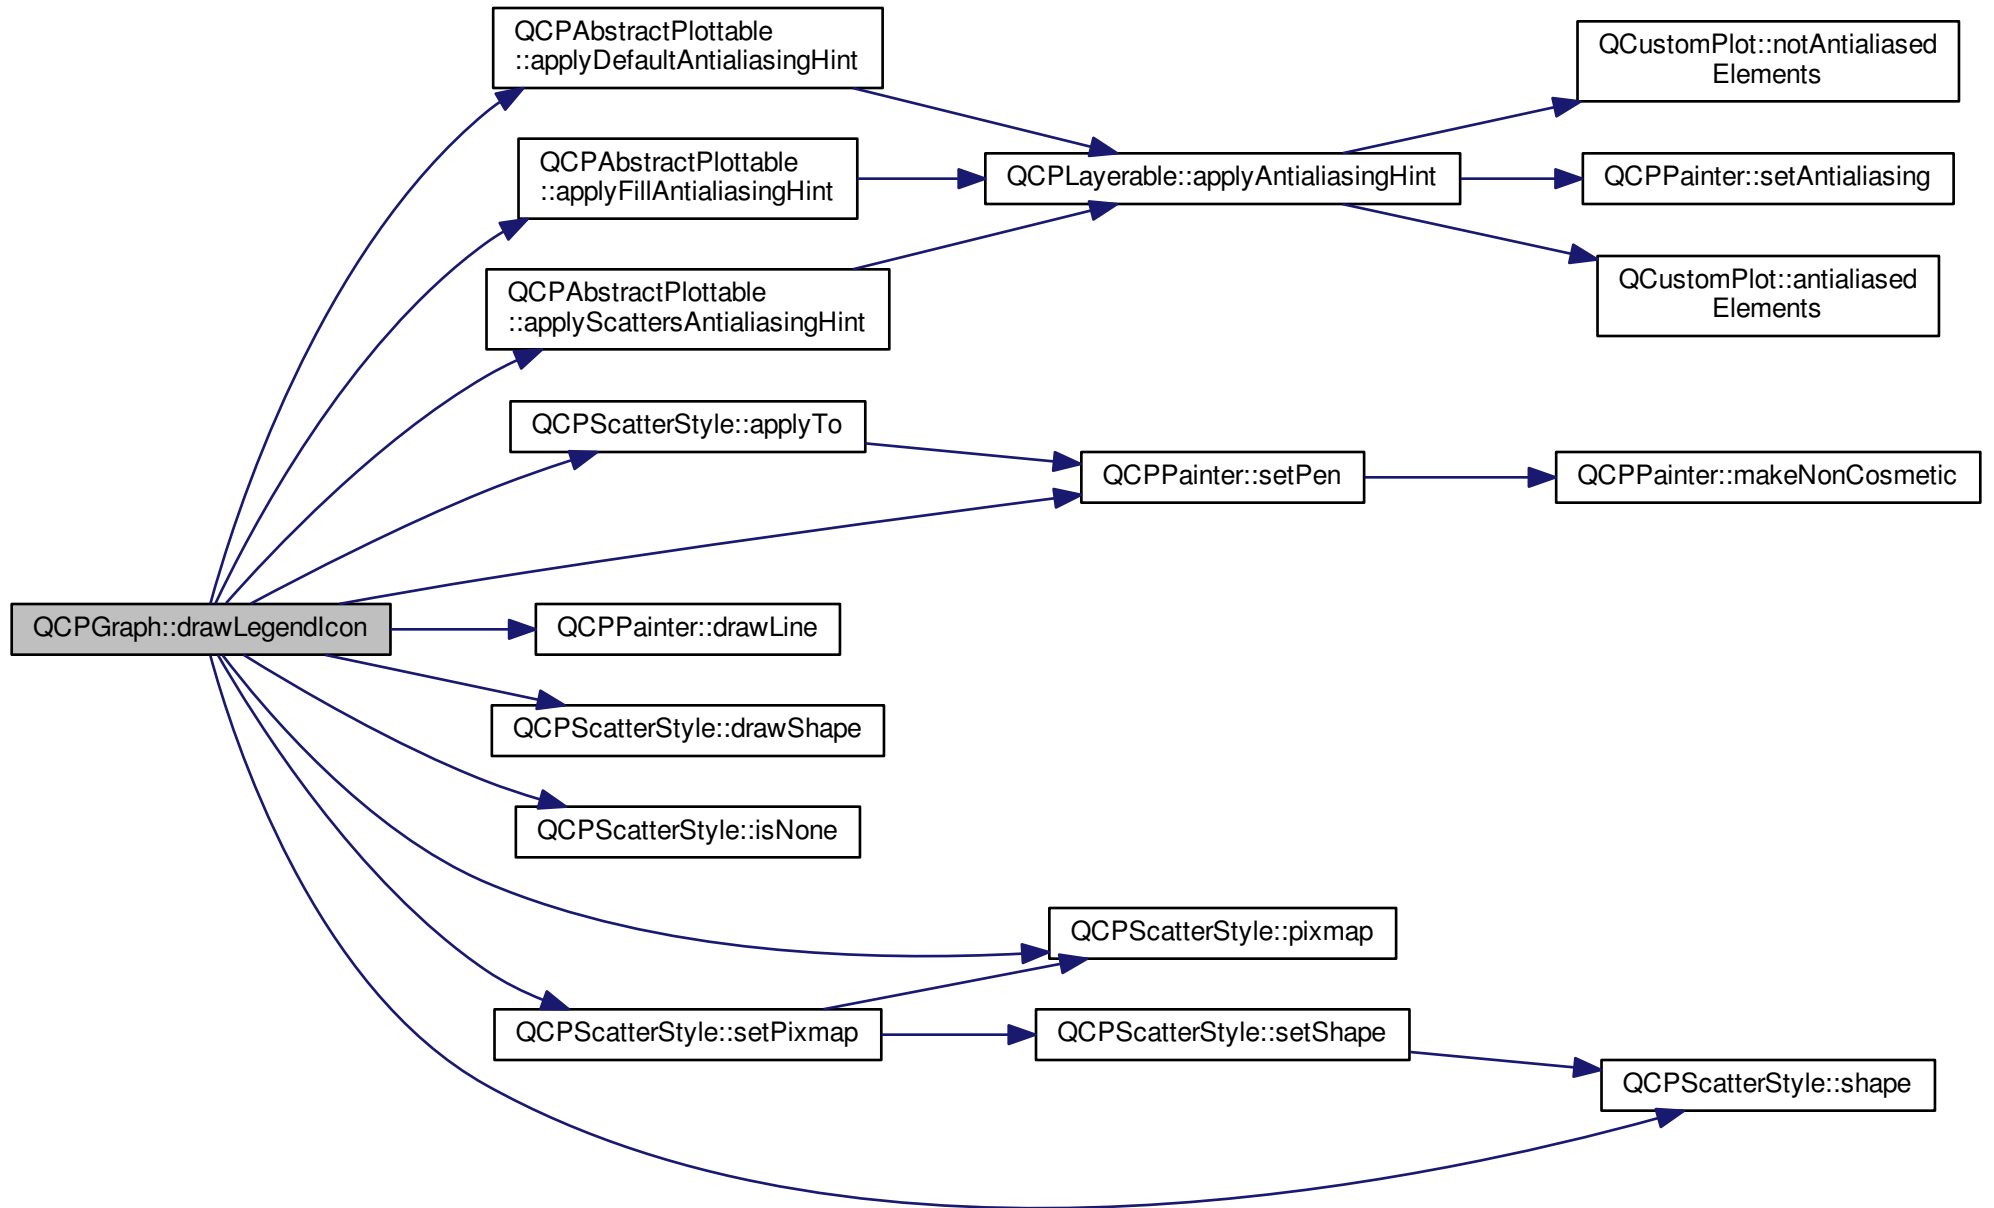 QCPAbstractPlottable
::applyDefaultAntialiasingHint
QCustomPlot::notAntialiased
Elements
QCPAbstractPlottable
::applyFillAntialiasingHint
QCPLayerable::applyAntialiasingHint
QCPPainter::setAntialiasing
QCPAbstractPlottable
::applyScattersAntialiasingHint
QCustomPlot::antialiased
Elements
QCPScatterStyle::applyTo
QCPPainter::setPen
QCPPainter::makeNonCosmetic
QCPGraph::drawLegendIcon
QCPPainter::drawLine
QCPScatterStyle::drawShape
QCPScatterStyle::isNone
QCPScatterStyle::pixmap
QCPScatterStyle::setPixmap
QCPScatterStyle::setShape
QCPScatterStyle::shape